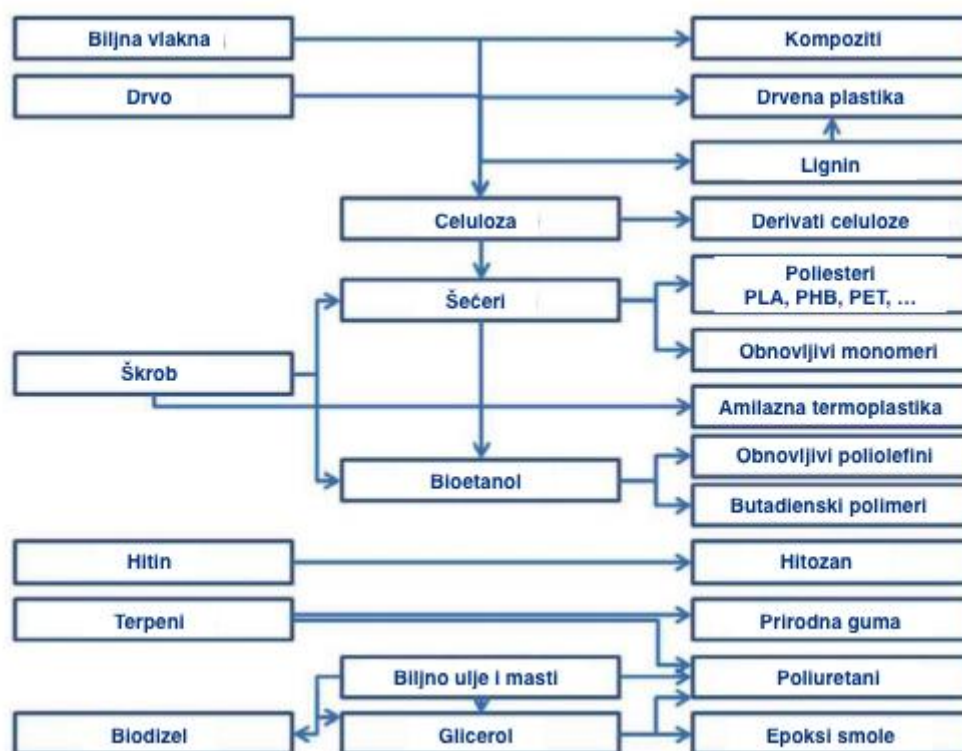 Biljna vlakna
Kompoziti
Drvo
Drvena plastika
Lignin
Celuloza
Derivati celuloze
Šećeri
Poliesteri
PLA, PHB, PET, ...
Obnovljivi monomeri
Škrob
Amilazna termoplastika
Bioetanol
Obnovljivi poliolefini
Butadienski polimeri
Hitin
Hitozan
Terpeni
Prirodna guma
Biljno ulje i masti
Poliuretani
Biodizel
Glicerol
Epoksi smole